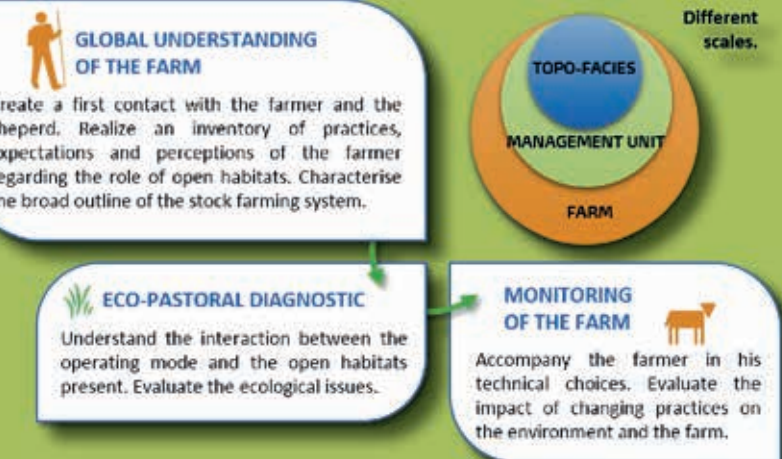 GLOBAL UNDERSTANDING
OF THE FARM
reate a first contact with the farmer and the
heperd. Realize an inventory of practices,
xpectations and perceptions of the farmer
egarding the role of open habitats. Characterise
he broad outline of the stock farming system.
Different
scales.
TOPO-FACIES
MANAGEMENT UNIT
FARM
ECO-PASTORAL DIAGNOSTIC
Understand the interaction between the
operating mode and the open habitats
present. Evaluate the ecological issues.
MONITORING
OF THE FARM
Accompany the farmer in his
technical choices. Evaluate the
impact of changing practices on
the environment and the farm.